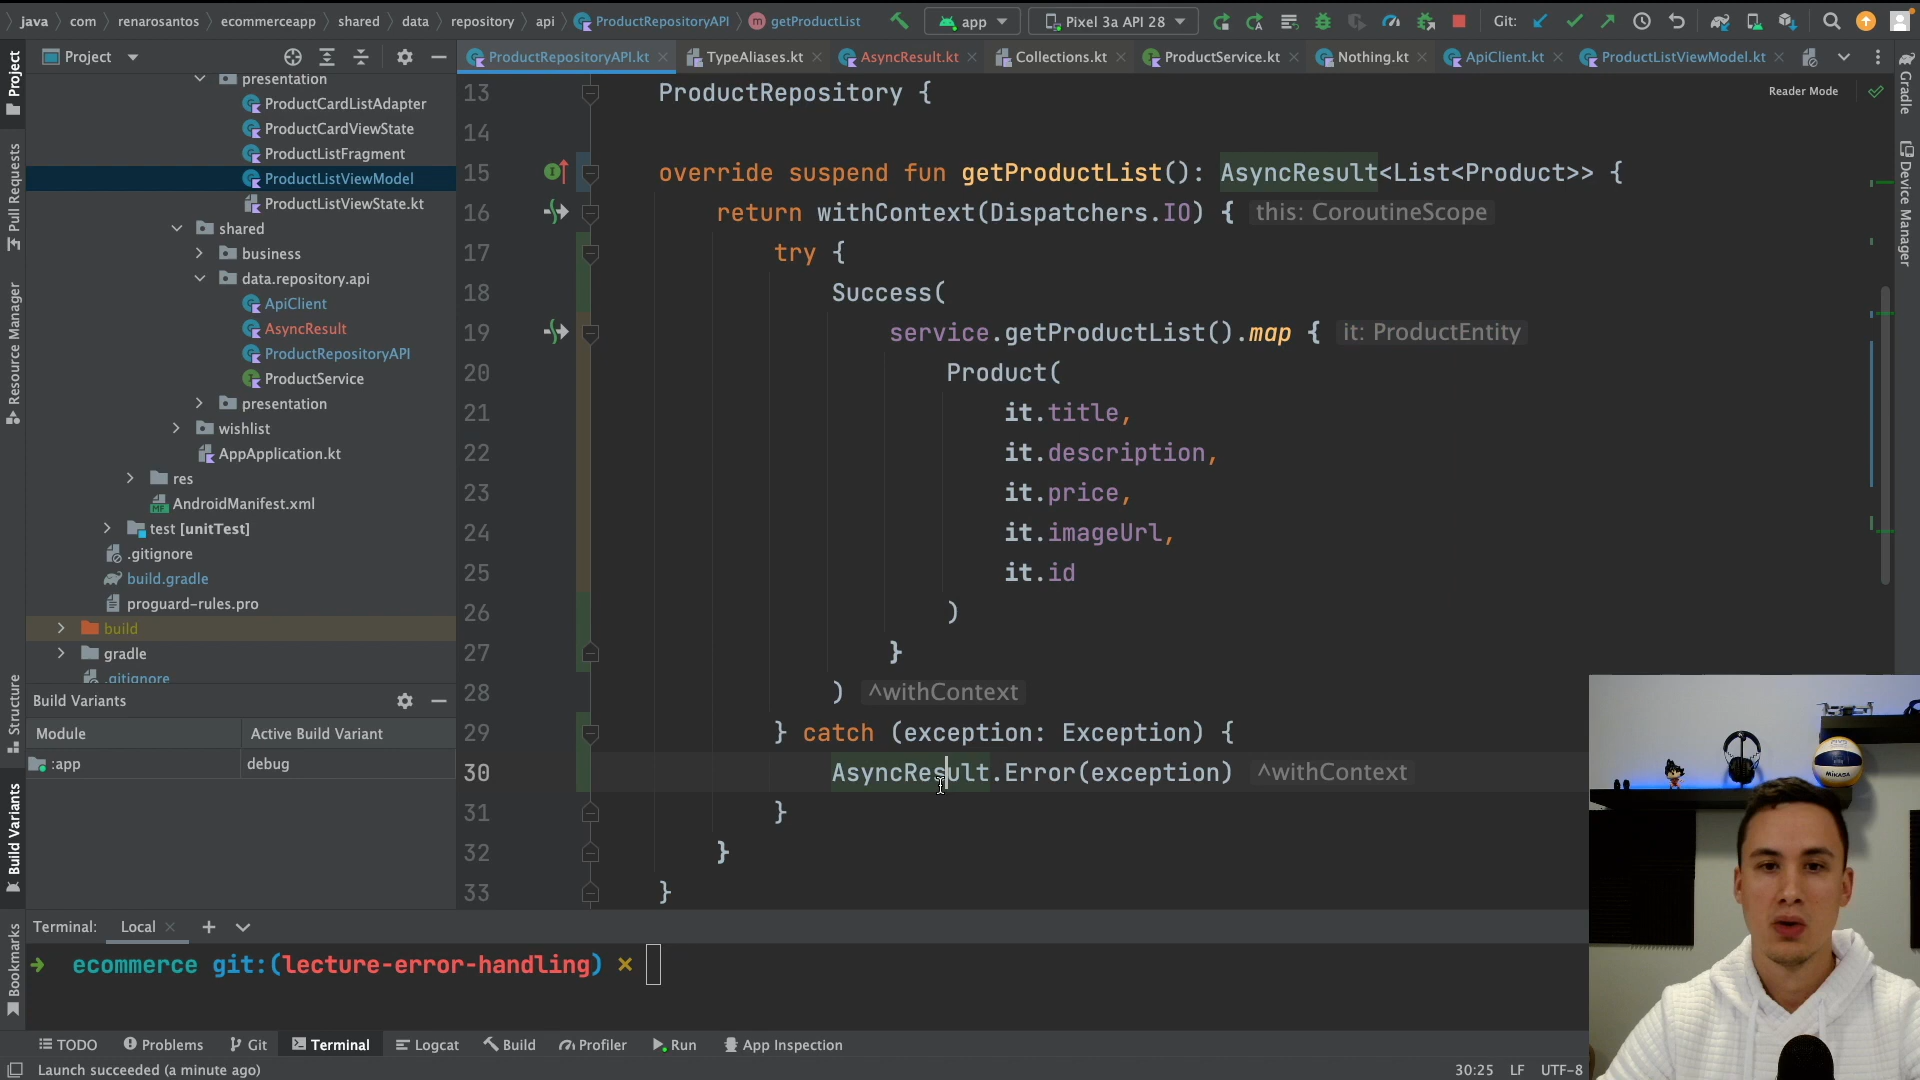 java com renarosantos ecommerceapp shared data repository api ProductRepositoryAPI getProductList app Pixel 3a API 28 Git:
Project
ProductRepositoryAPI.kt TypeAliases.kt AsyncResult.kt Collections.kt ProductService.kt Nothing.kt ApiClient.kt ProductListViewModel.kt
presentation
ProductCardListAdapter
ProductCardViewState
ProductListFragment
ProductListViewModel
ProductListViewState.kt
shared
business
data.repository.api
ApiClient
AsyncResult
ProductRepositoryAPI
ProductService
presentation
wishlist
AppApplication.kt
res
AndroidManifest.xml
test [unitTest]
.gitignore
build.gradle
proguard-rules.pro
build
gradle
.gitignore
Build Variants
Module Active Build Variant
:app debug
Reader Mode
13 ProductRepository {
14
15 override suspend fun getProductList(): AsyncResult<List<Product>> {
16 return withContext(Dispatchers.IO) { this: CoroutineScope
17 try {
18 Success(
19 service.getProductList().map { it: ProductEntity
20 Product(
21 it.title,
22 it.description,
23 it.price,
24 it.imageUrl,
25 it.id
26 )
27 }
28 ) ^withContext
29 } catch (exception: Exception) {
30 AsyncResult.Error(exception) ^withContext
31 }
32 }
33 }
Project
Pull Requests
Resource Manager
Structure
Build Variants
Bookmarks
Gradle
Device Manager
MIKASA
Terminal: Local
ecommerce git:(lecture-error-handling) ×
TODO Problems Git Terminal Logcat Build Profiler Run App Inspection
Launch succeeded (a minute ago) 30:25 LF UTF-8